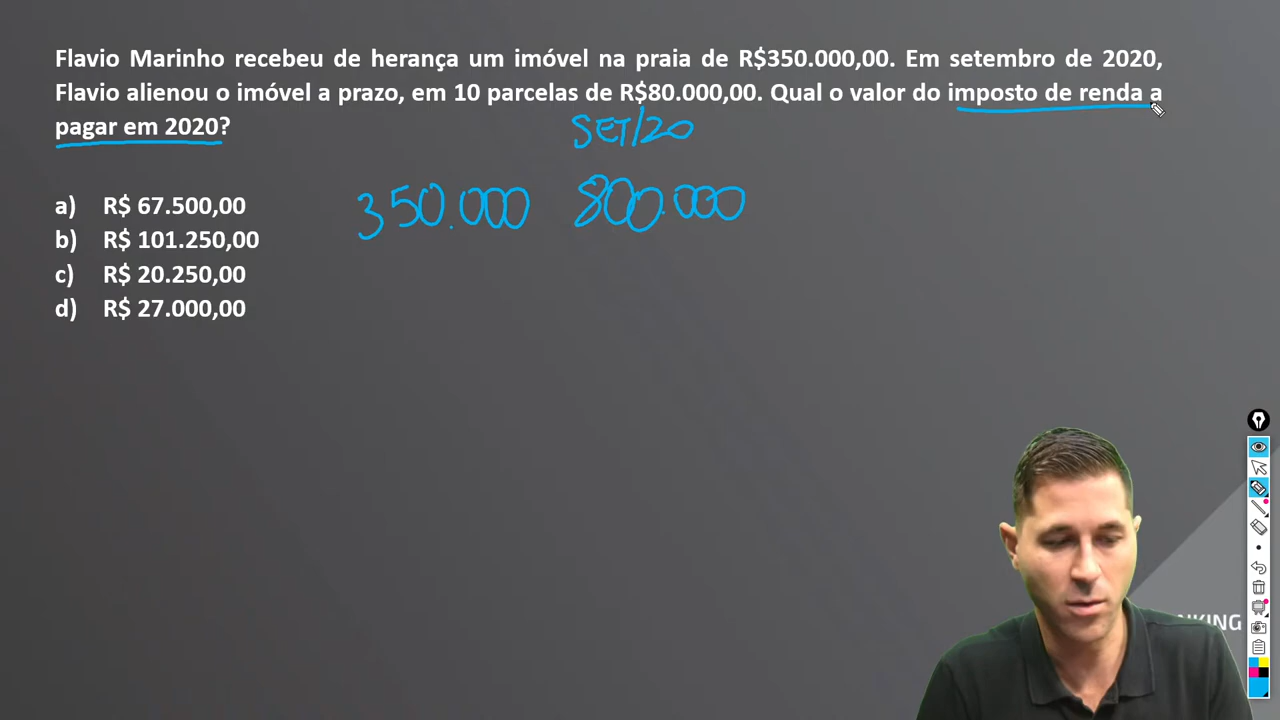 Flavio Marinho recebeu de herança um imóvel na praia de R$350.000,00. Em setembro de 2020,
Flavio alienou o imóvel a prazo, em 10 parcelas de R$80.000,00. Qual o valor do imposto de renda a
pagar em 2020?
SET/20
350.000 800.000
a) R$ 67.500,00
b) R$ 101.250,00
c) R$ 20.250,00
d) R$ 27.000,00